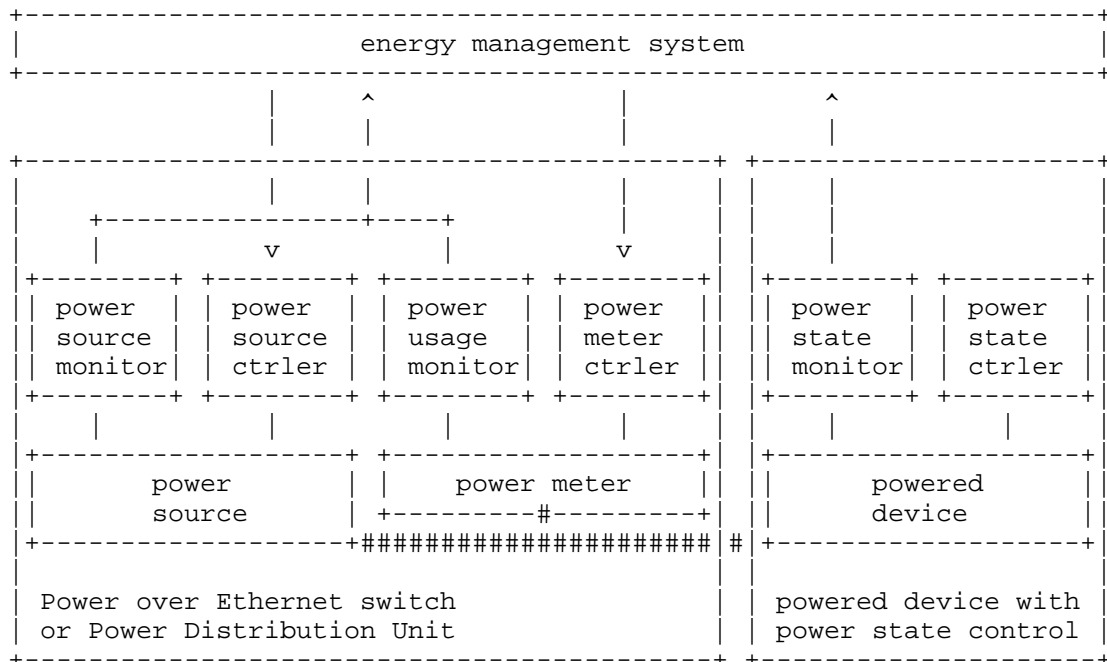 energy management system
power power power power power power
source source usage meter state state
monitor ctrler monitor ctrler monitor ctrler
power power meter powered
source device
Power over Ethernet switch powered device with
or Power Distribution Unit power state control